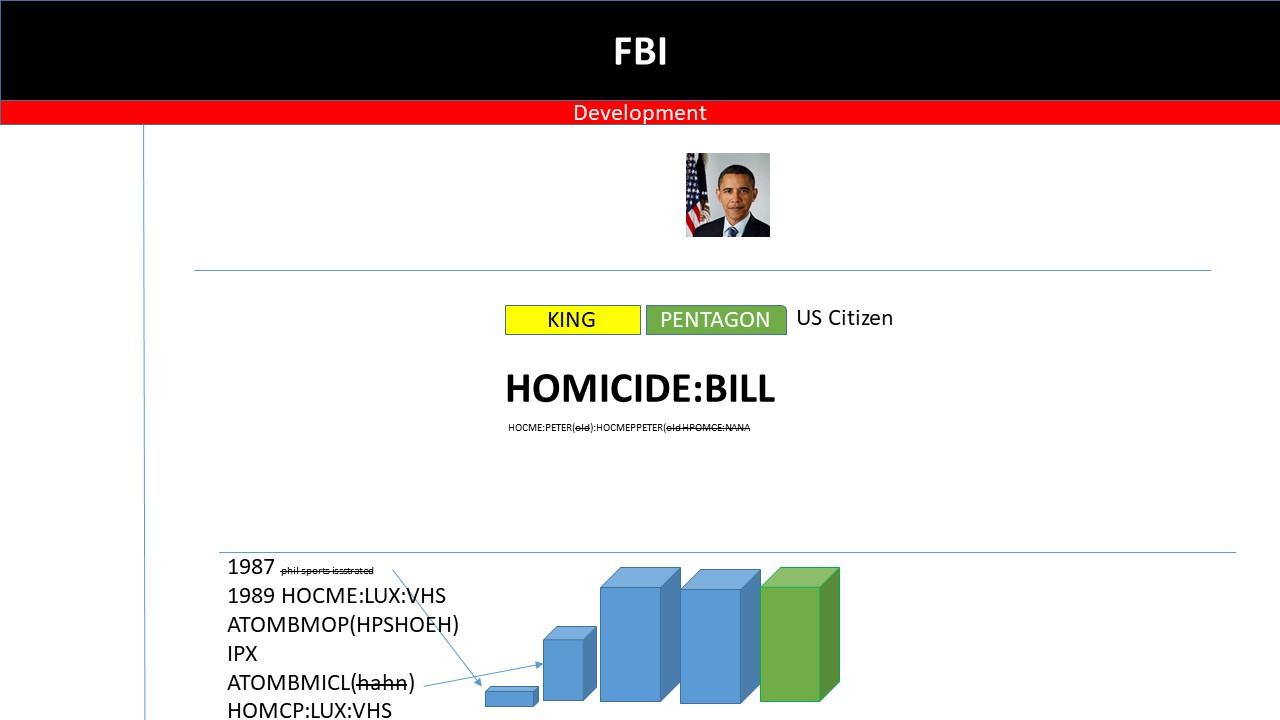 FBI
Development
KING PENTAGON US Citizen
HOMICIDE:BILL
HOCME:PETER(old):HOCMEPPETER(old HPOMCE:NANA
1987 phil sports issstrated
1989 HOCME:LUX:VHS
ATOMBMOP(HPSHOEH)
IPX
ATOMBMICL(hahn)
HOMCP:LUX:VHS